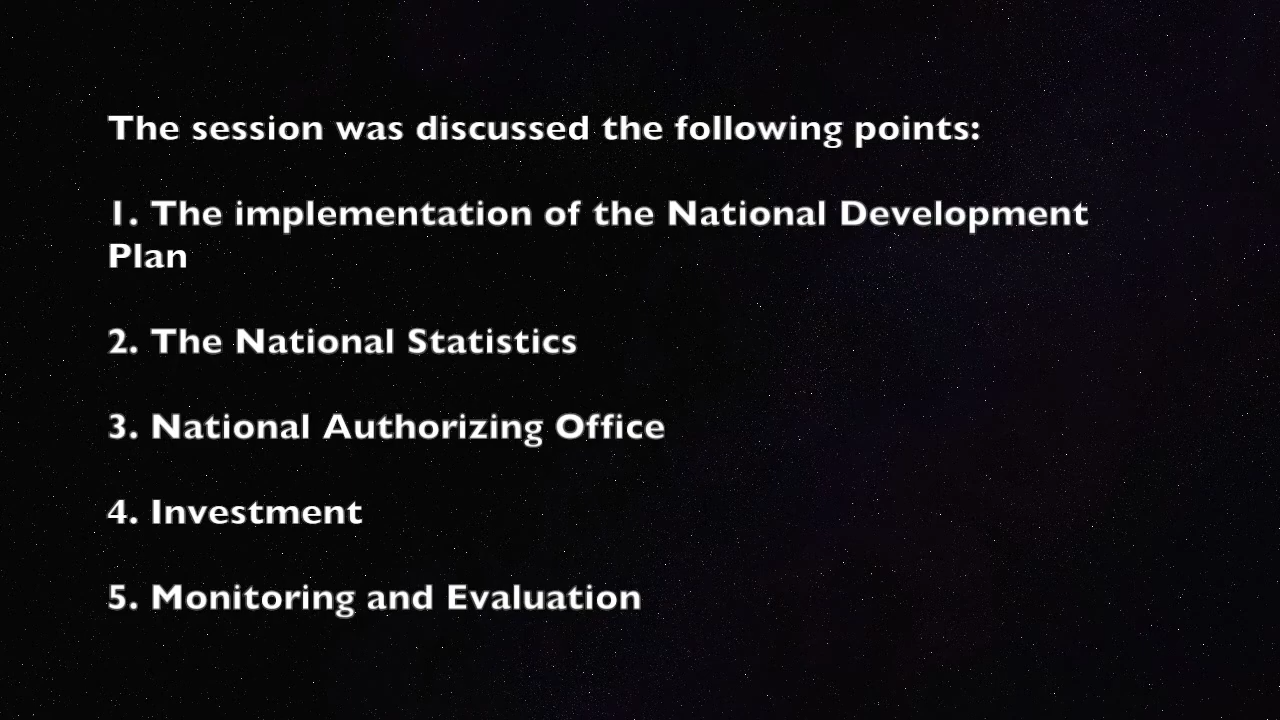 The session was discussed the following points:
1. The implementation of the National Development
Plan
2. The National Statistics
3. National Authorizing Office
4. Investment
5. Monitoring and Evaluation